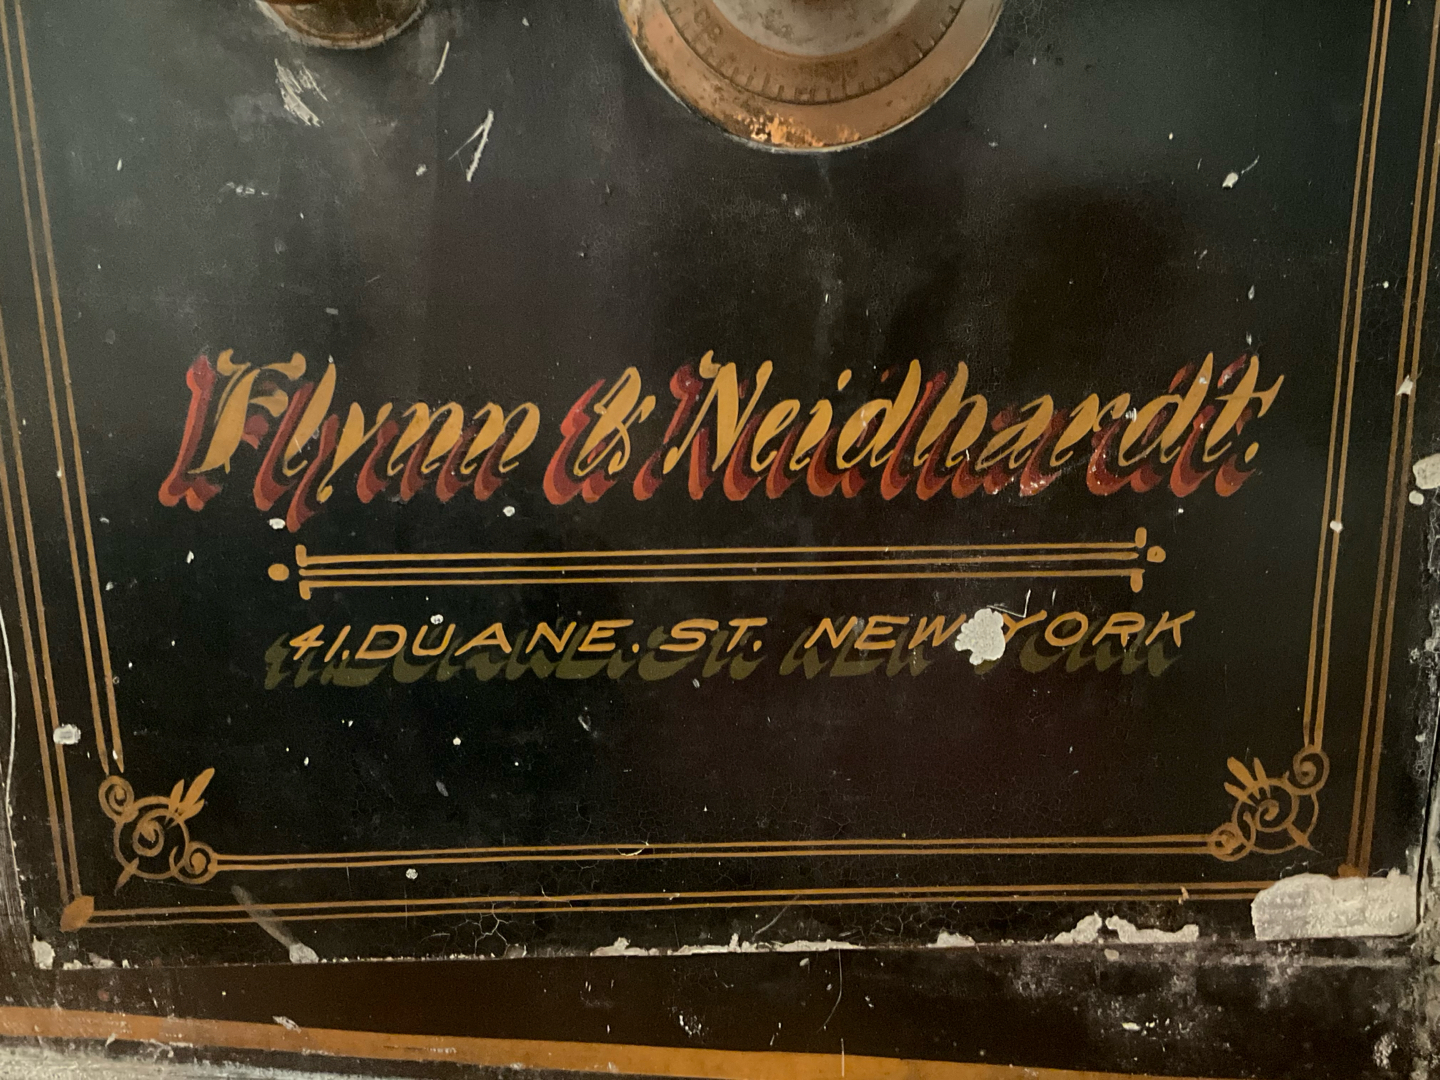 Flynn & Neidhardt.
41.DUANE.ST. NEW YORK